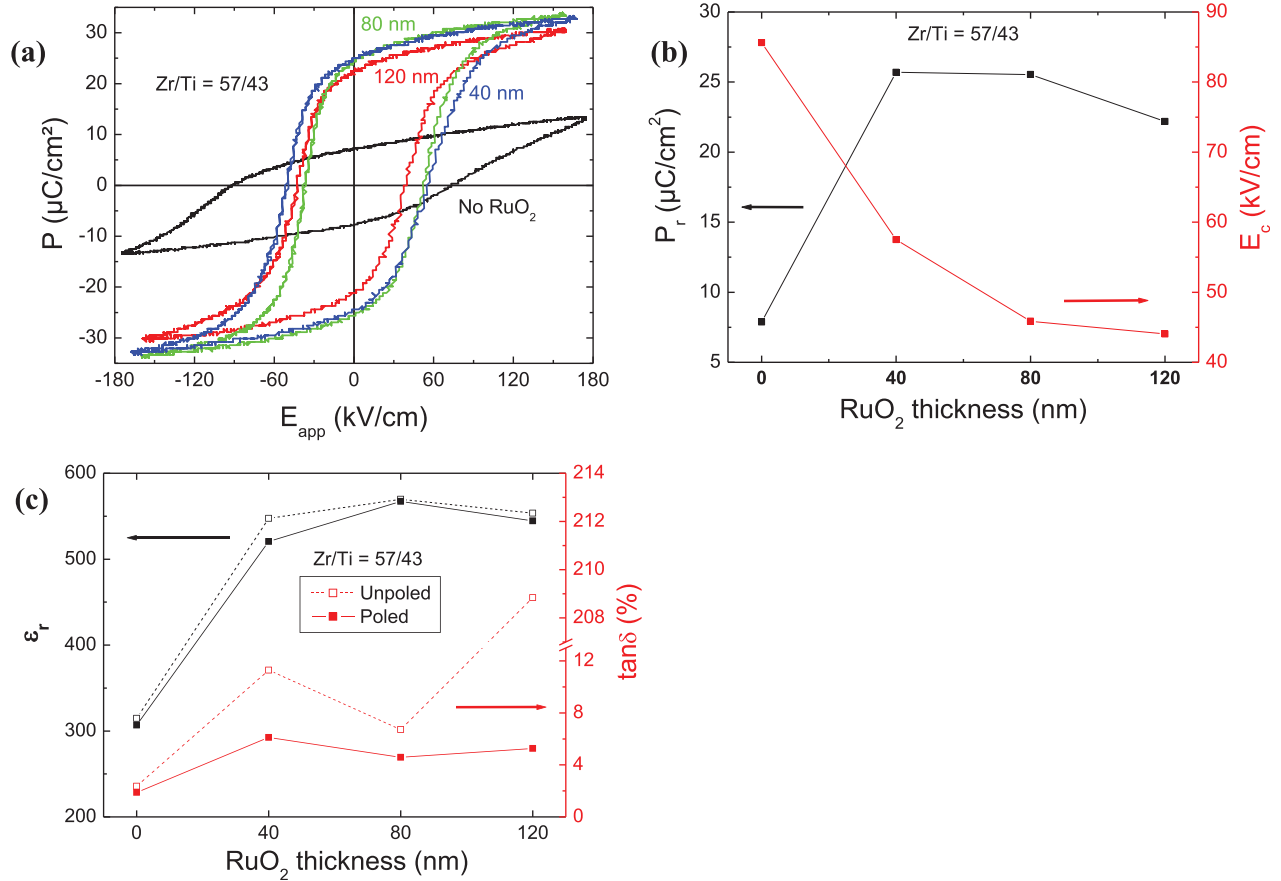 (a)
80 nm
Zr/Ti = 57/43
120 nm
40 nm
No RuO₂
P (µC/cm²)
30
20
10
0
-10
-20
-30
-180 -120 -60 0 60 120 180
E_app (kV/cm)
(b)
Zr/Ti = 57/43
P_r (µC/cm²)
30
25
20
15
10
5
E_c (kV/cm)
90
80
70
60
50
40
0 40 80 120
RuO₂ thickness (nm)
(c)
Zr/Ti = 57/43
Unpoled
Poled
ε_r
600
500
400
300
200
tanδ (%)
214
212
210
209
208
12
8
4
0
0 40 80 120
RuO₂ thickness (nm)